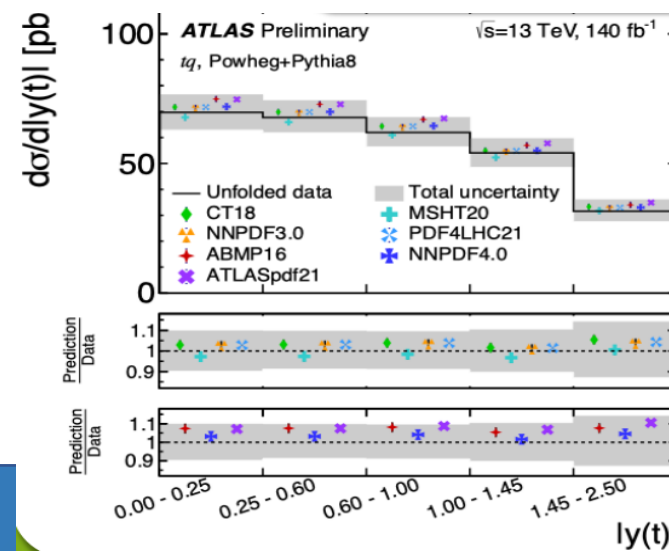 dσ/d|y(t)| [pb
100
50
0
ATLAS Preliminary
√s=13 TeV, 140 fb⁻¹
tq, Powheg+Pythia8
Unfolded data
Total uncertainty
CT18
MSHT20
NNPDF3.0
PDF4LHC21
ABMP16
NNPDF4.0
ATLASpdf21
Prediction
Data
1.1
1
0.9
Prediction
Data
1.1
1
0.9
0.00 - 0.25
0.25 - 0.60
0.60 - 1.00
1.00 - 1.45
1.45 - 2.50
|y(t)